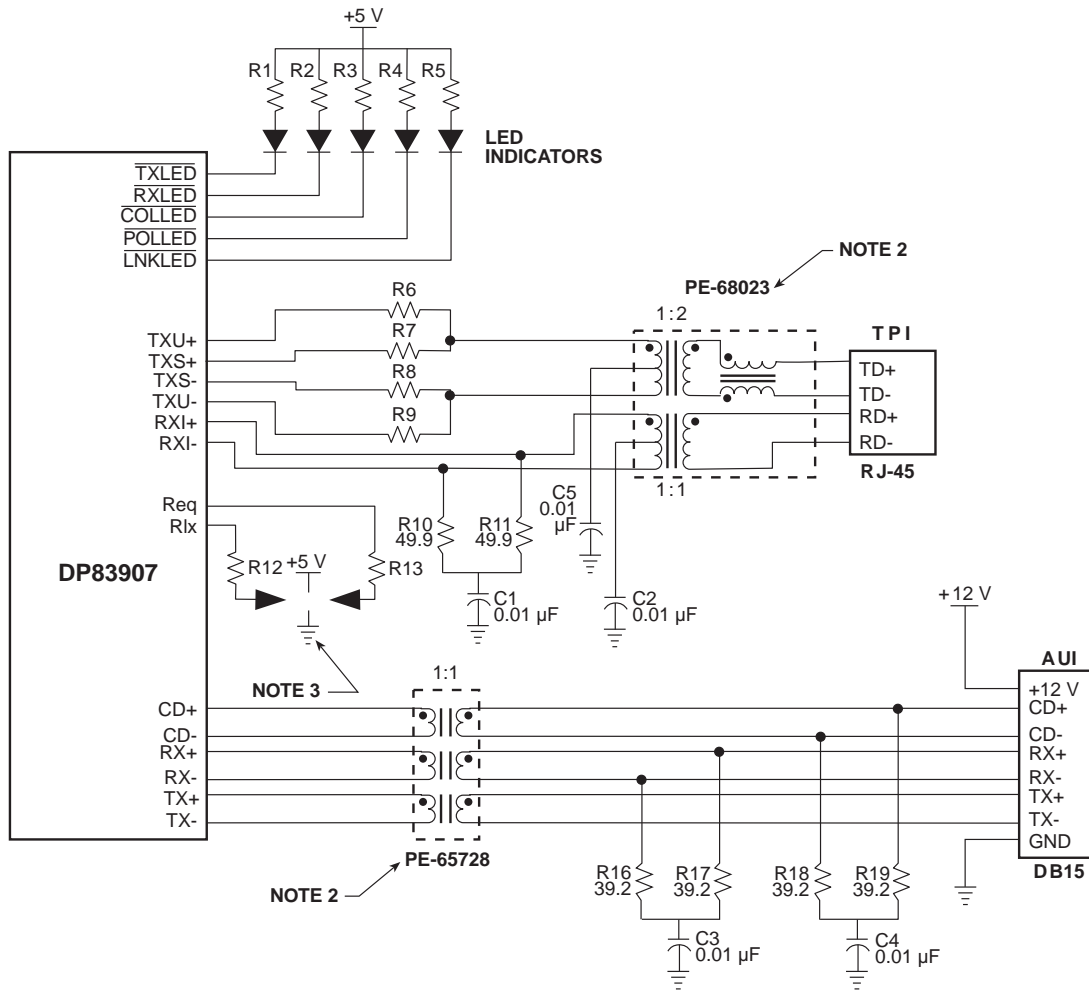 +5 V
R1 R2 R3 R4 R5
LED
INDICATORS
TXLED
RXLED
COLLED
POLLED
LNKLED
NOTE 2
PE-68023
1:2
R6
R7
R8
R9
TXU+
TXS+
TXS-
TXU-
RXI+
RXI-
TPI
TD+
TD-
RD+
RD-
RJ-45
1:1
C5
0.01
µF
Req
RIx
R10
49.9
R11
49.9
R12
+5 V
R13
DP83907
C1
0.01 µF
C2
0.01 µF
NOTE 3
+12 V
1:1
AUI
+12 V
CD+
CD-
RX+
RX-
TX+
TX-
GND
DB15
CD+
CD-
RX+
RX-
TX+
TX-
PE-65728
NOTE 2
R16
39.2
R17
39.2
R18
39.2
R19
39.2
C3
0.01 µF
C4
0.01 µF